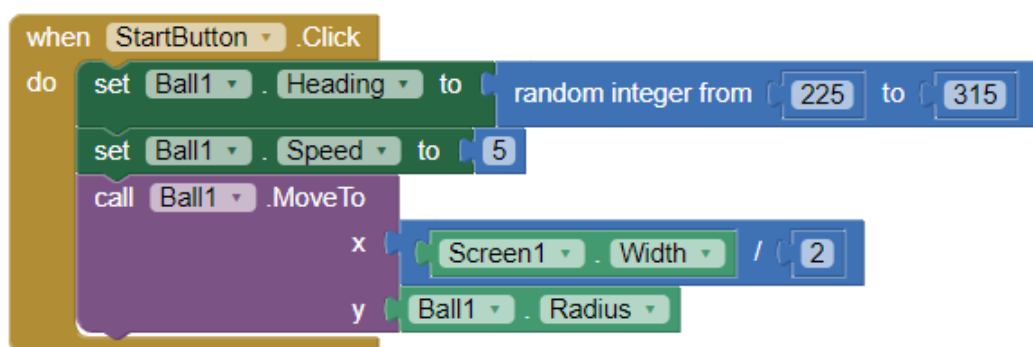 when StartButton .Click
do set Ball1 . Heading to random integer from 225 to 315
set Ball1 . Speed to 5
call Ball1 .MoveTo
x Screen1 . Width / 2
y Ball1 . Radius